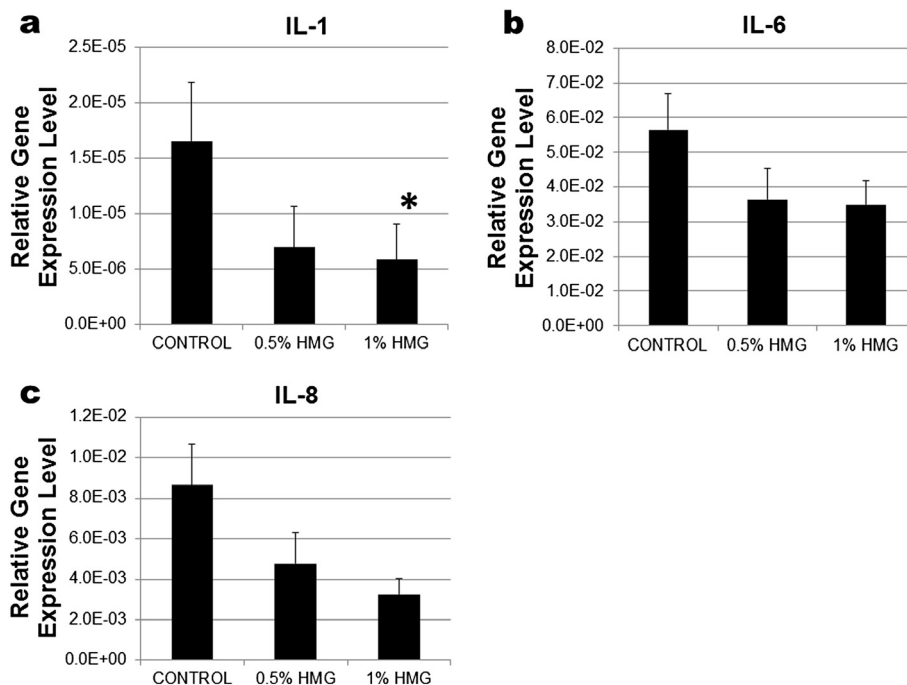 a
IL-1
Relative Gene
Expression Level
2.5E-05
2.0E-05
1.5E-05
1.0E-05
5.0E-06
0.0E+00
*
CONTROL 0.5% HMG 1% HMG
b
IL-6
Relative Gene
Expression Level
8.0E-02
7.0E-02
6.0E-02
5.0E-02
4.0E-02
3.0E-02
2.0E-02
1.0E-02
0.0E+00
CONTROL 0.5% HMG 1% HMG
c
IL-8
Relative Gene
Expression Level
1.2E-02
1.0E-02
8.0E-03
6.0E-03
4.0E-03
2.0E-03
0.0E+00
CONTROL 0.5% HMG 1% HMG